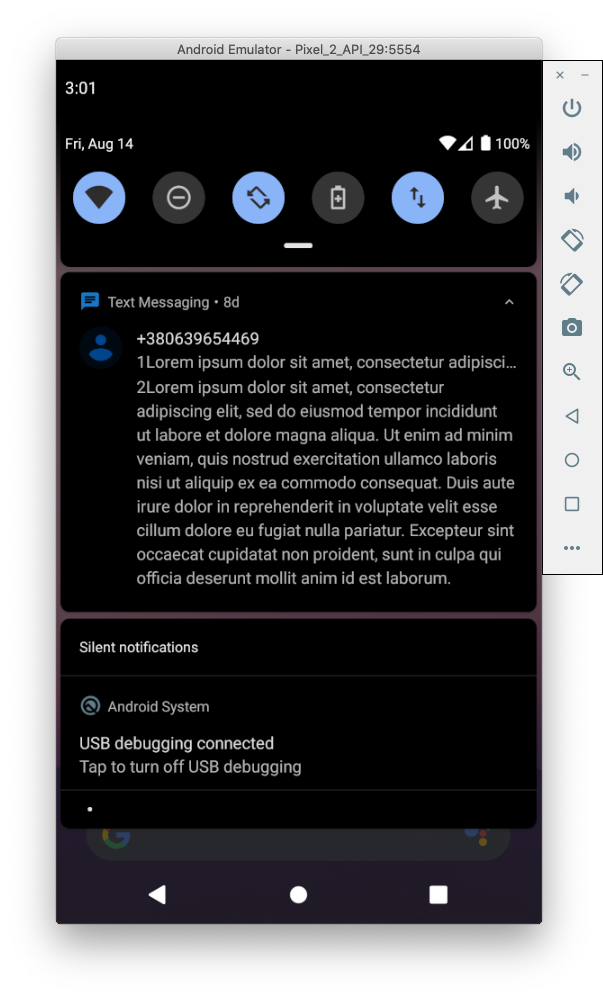 Android Emulator - Pixel_2_API_29:5554
3:01
Fri, Aug 14
100%
Text Messaging • 8d
+380639654469
1Lorem ipsum dolor sit amet, consectetur adipisci…
2Lorem ipsum dolor sit amet, consectetur
adipiscing elit, sed do eiusmod tempor incididunt
ut labore et dolore magna aliqua. Ut enim ad minim
veniam, quis nostrud exercitation ullamco laboris
nisi ut aliquip ex ea commodo consequat. Duis aute
irure dolor in reprehenderit in voluptate velit esse
cillum dolore eu fugiat nulla pariatur. Excepteur sint
occaecat cupidatat non proident, sunt in culpa qui
officia deserunt mollit anim id est laborum.
Silent notifications
Android System
USB debugging connected
Tap to turn off USB debugging